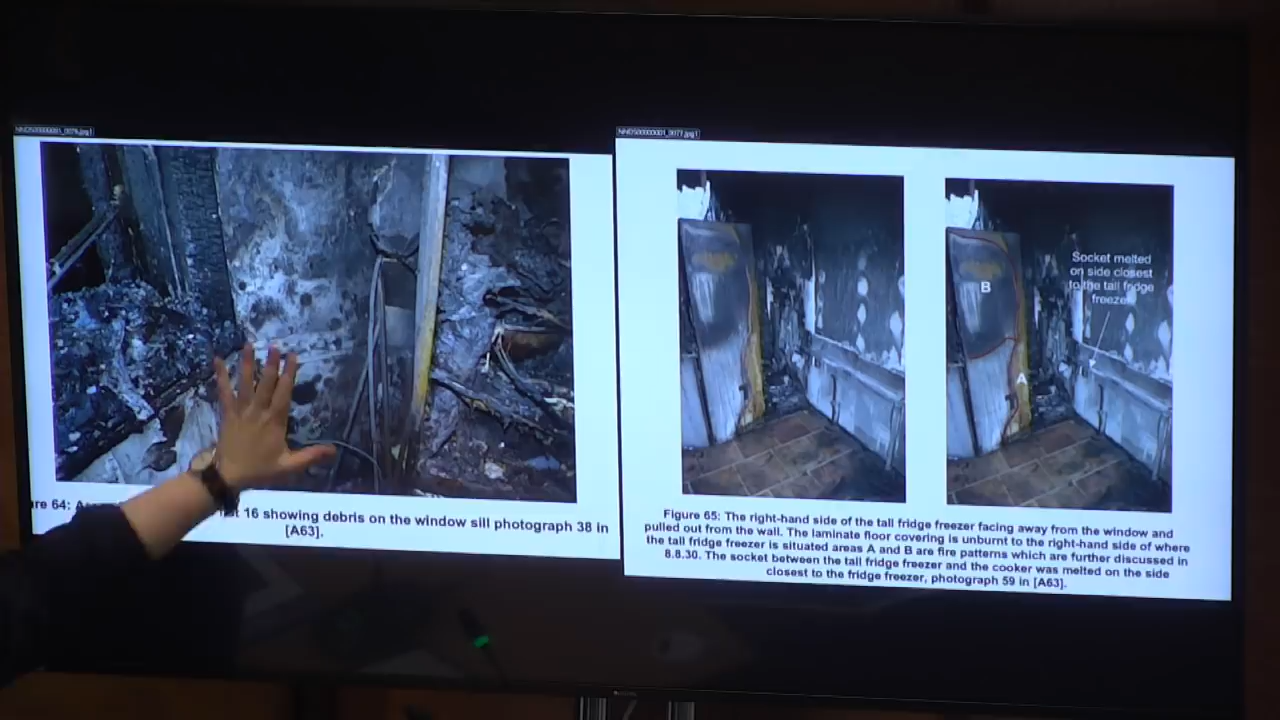 re 64: A
16 showing debris on the window sill photograph 38 in
[A63].
B
A
Socket melted
on side closest
to the tall fridge
freezer
Figure 65: The right-hand side of the tall fridge freezer facing away from the window and
pulled out from the wall. The laminate floor covering is unburnt to the right-hand side of where
the tall fridge freezer is situated areas A and B are fire patterns which are further discussed in
8.8.30. The socket between the tall fridge freezer and the cooker was melted on the side
closest to the fridge freezer, photograph 59 in [A63].